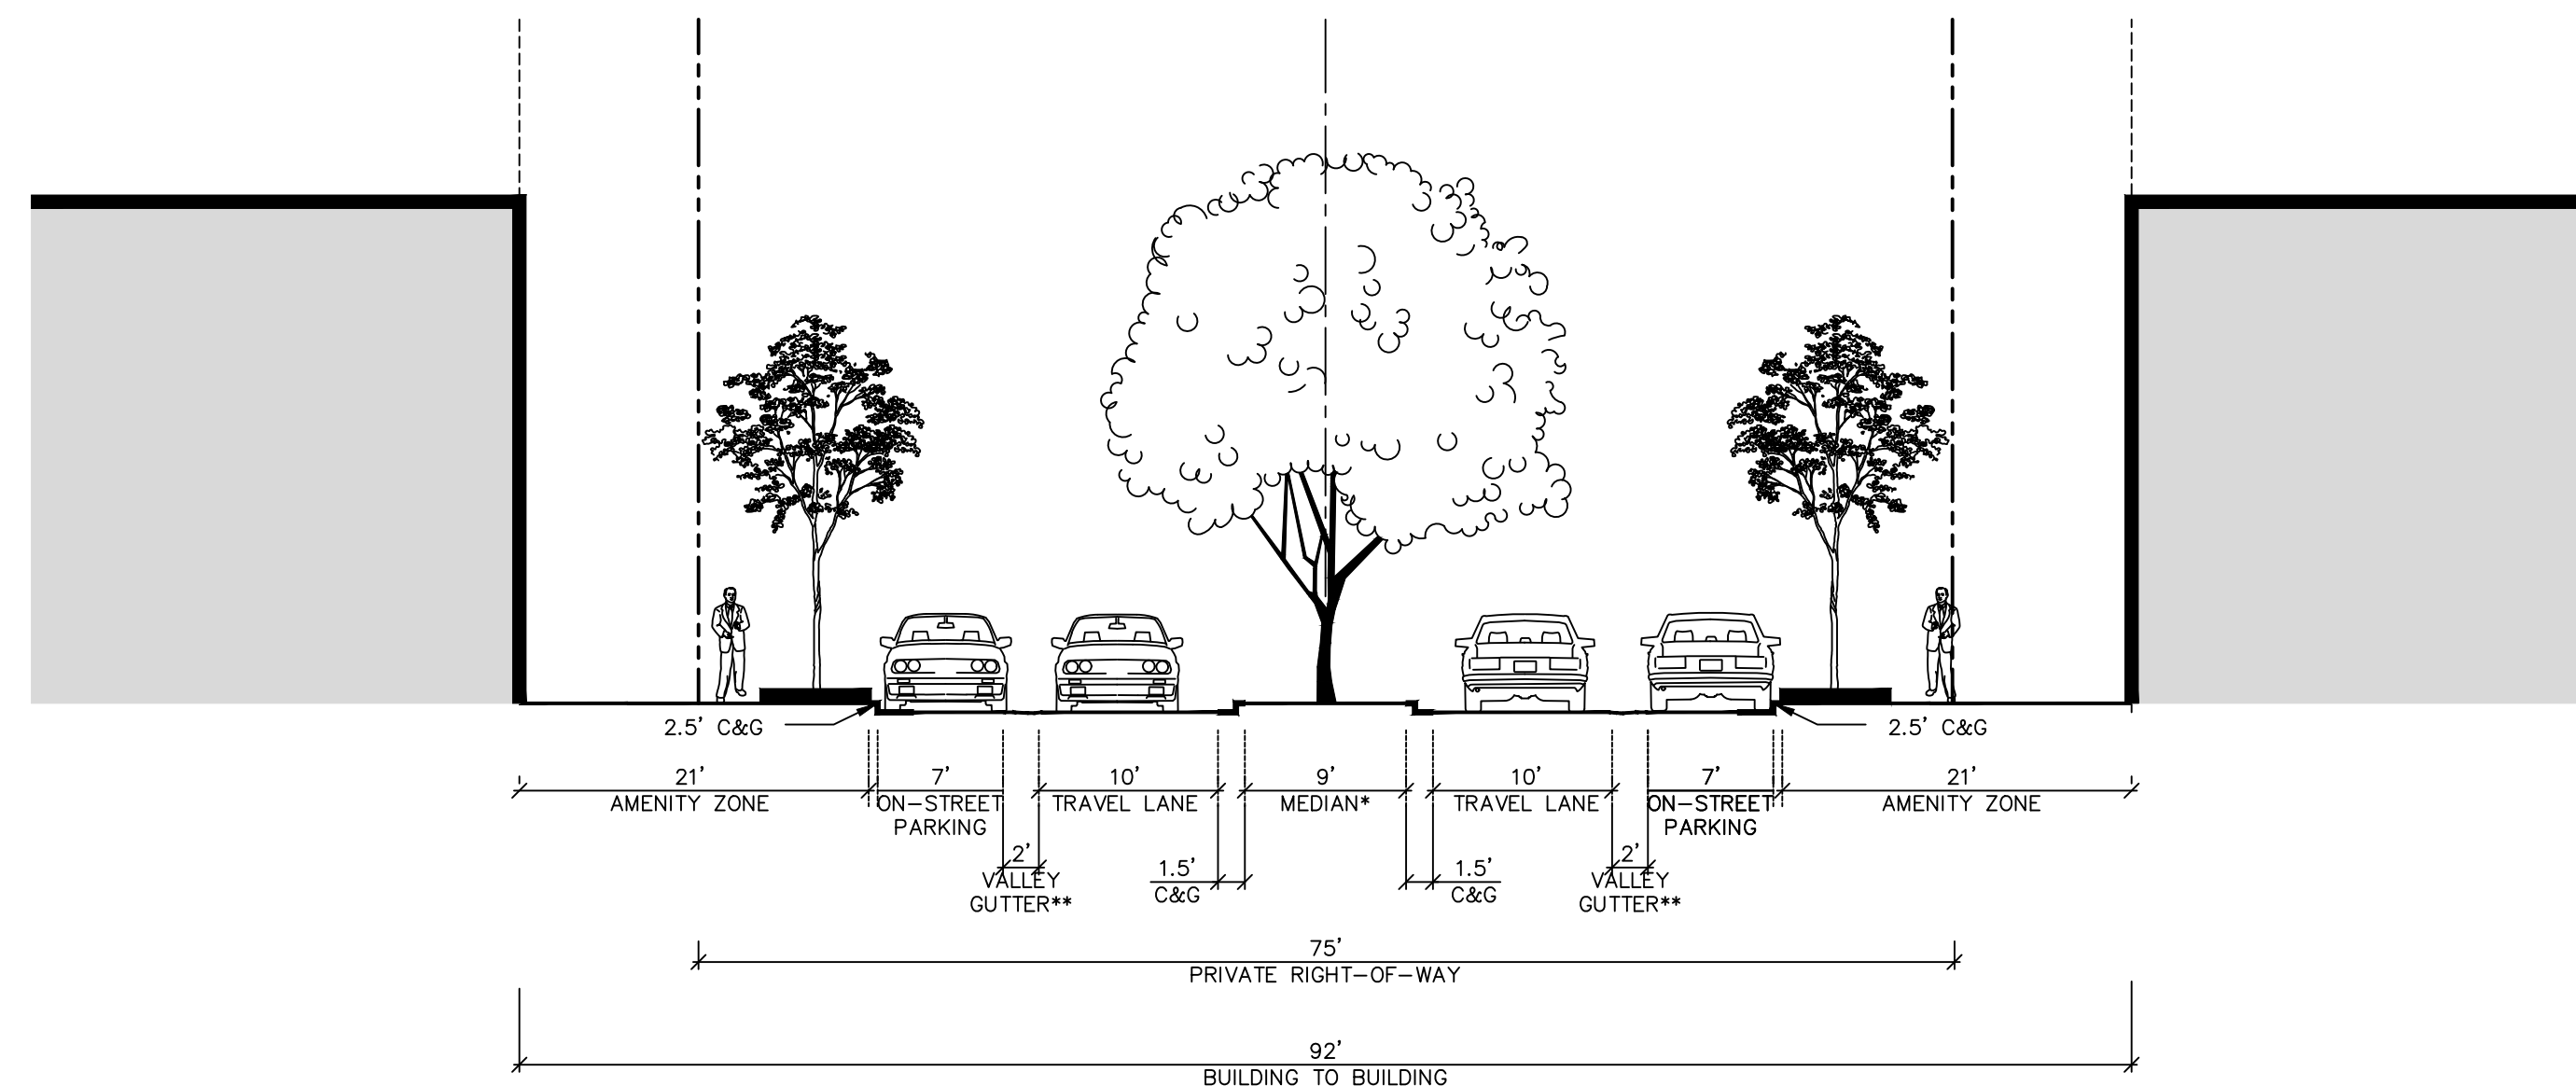 2.5' C&G
2.5' C&G
21'
AMENITY ZONE
7'
ON-STREET
PARKING
10'
TRAVEL LANE
9'
MEDIAN*
10'
TRAVEL LANE
7'
ON-STREET
PARKING
21'
AMENITY ZONE
2'
VALLEY
GUTTER**
1.5'
C&G
1.5'
C&G
2'
VALLEY
GUTTER**
75'
PRIVATE RIGHT-OF-WAY
92'
BUILDING TO BUILDING